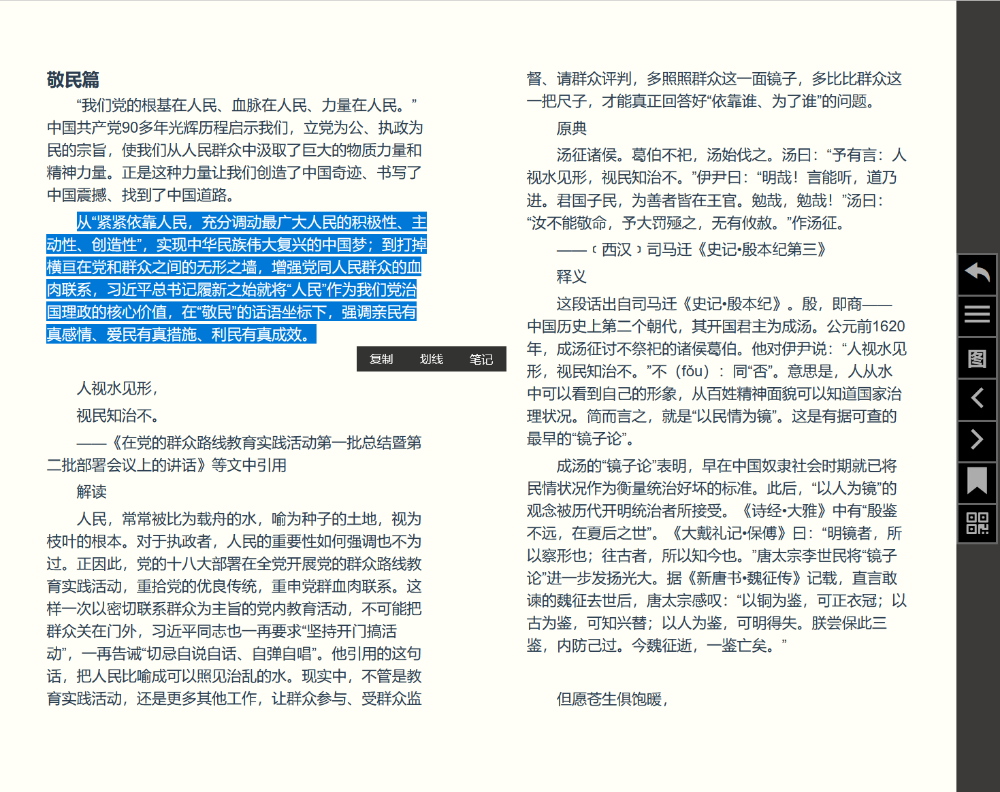 敬民篇
“我们党的根基在人民、血脉在人民、力量在人民。”
中国共产党90多年光辉历程启示我们，立党为公、执政为
民的宗旨，使我们从人民群众中汲取了巨大的物质力量和
精神力量。正是这种力量让我们创造了中国奇迹、书写了
中国震撼、找到了中国道路。
从“紧紧依靠人民，充分调动最广大人民的积极性、主
动性、创造性”，实现中华民族伟大复兴的中国梦；到打掉
横亘在党和群众之间的无形之墙，增强党同人民群众的血
肉联系，习近平总书记履新之始就将“人民”作为我们党治
国理政的核心价值，在“敬民”的话语坐标下，强调亲民有
真感情、爱民有真措施、利民有真成效。
复制 划线 笔记
人视水见形，
视民知治不。
——《在党的群众路线教育实践活动第一批总结暨第
二批部署会议上的讲话》等文中引用
解读
人民，常常被比为载舟的水，喻为种子的土地，视为
枝叶的根本。对于执政者，人民的重要性如何强调也不为
过。正因此，党的十八大部署在全党开展党的群众路线教
育实践活动，重拾党的优良传统，重申党群血肉联系。这
样一次以密切联系群众为主旨的党内教育活动，不可能把
群众关在门外，习近平同志也一再要求“坚持开门搞活
动”，一再告诫“切忌自说自话、自弹自唱”。他引用的这句
话，把人民比喻成可以照见治乱的水。现实中，不管是教
育实践活动，还是更多其他工作，让群众参与、受群众监
督、请群众评判，多照照群众这一面镜子，多比比群众这
一把尺子，才能真正回答好“依靠谁、为了谁”的问题。
原典
汤征诸侯。葛伯不祀，汤始伐之。汤曰：“予有言：人
视水见形，视民知治不。”伊尹曰：“明哉！言能听，道乃
进。君国子民，为善者皆在王官。勉哉，勉哉！”汤曰：
“汝不能敬命，予大罚殛之，无有攸赦。”作汤征。
——﹝西汉﹞司马迁《史记•殷本纪第三》
释义
这段话出自司马迁《史记•殷本纪》。殷，即商——
中国历史上第二个朝代，其开国君主为成汤。公元前1620
年，成汤征讨不祭祀的诸侯葛伯。他对伊尹说：“人视水见
形，视民知治不。”不（fǒu）：同“否”。意思是，人从水
中可以看到自己的形象，从百姓精神面貌可以知道国家治
理状况。简而言之，就是“以民情为镜”。这是有据可查的
最早的“镜子论”。
成汤的“镜子论”表明，早在中国奴隶社会时期就已将
民情状况作为衡量统治好坏的标准。此后，“以人为镜”的
观念被历代开明统治者所接受。《诗经•大雅》中有“殷鉴
不远，在夏后之世”。《大戴礼记•保傅》曰：“明镜者，所
以察形也；往古者，所以知今也。”唐太宗李世民将“镜子
论”进一步发扬光大。据《新唐书•魏征传》记载，直言敢
谏的魏征去世后，唐太宗感叹：“以铜为鉴，可正衣冠；以
古为鉴，可知兴替；以人为鉴，可明得失。朕尝保此三
鉴，内防己过。今魏征逝，一鉴亡矣。”
但愿苍生俱饱暖，
图